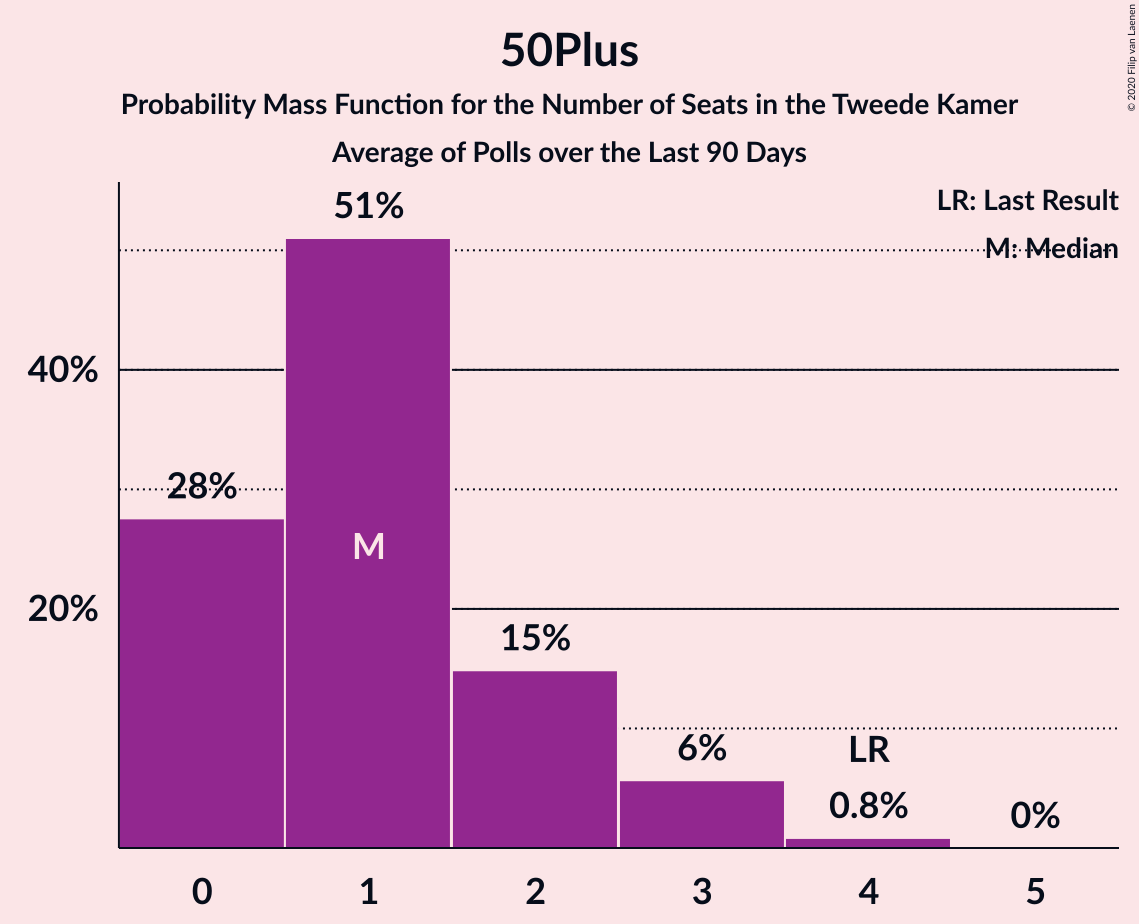 50Plus
Probability Mass Function for the Number of Seats in the Tweede Kamer
Average of Polls over the Last 90 Days
© 2020 Filip van Laenen
LR: Last Result
M: Median
51%
40%
28%
M
20%
15%
6%
LR
0.8%
0%
0 1 2 3 4 5